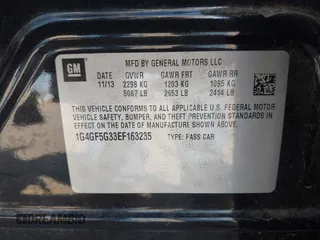 GM
MFD BY GENERAL MOTORS LLC
11/13 GVWR GAWR FRT GAWR RR
2298 KG 1203 KG 1095 KG
5067 LB 2653 LB 2414 LB
THIS VEHICLE CONFORMS TO ALL APPLICABLE U.S. FEDERAL MOTOR
VEHICLE SAFETY, BUMPER, AND THEFT PREVENTION STANDARDS
IN EFFECT ON THE DATE OF MANUFACTURE SHOWN ABOVE.
1G4GF5G33EF163235 TYPE: PASS CAR
DREAMBID